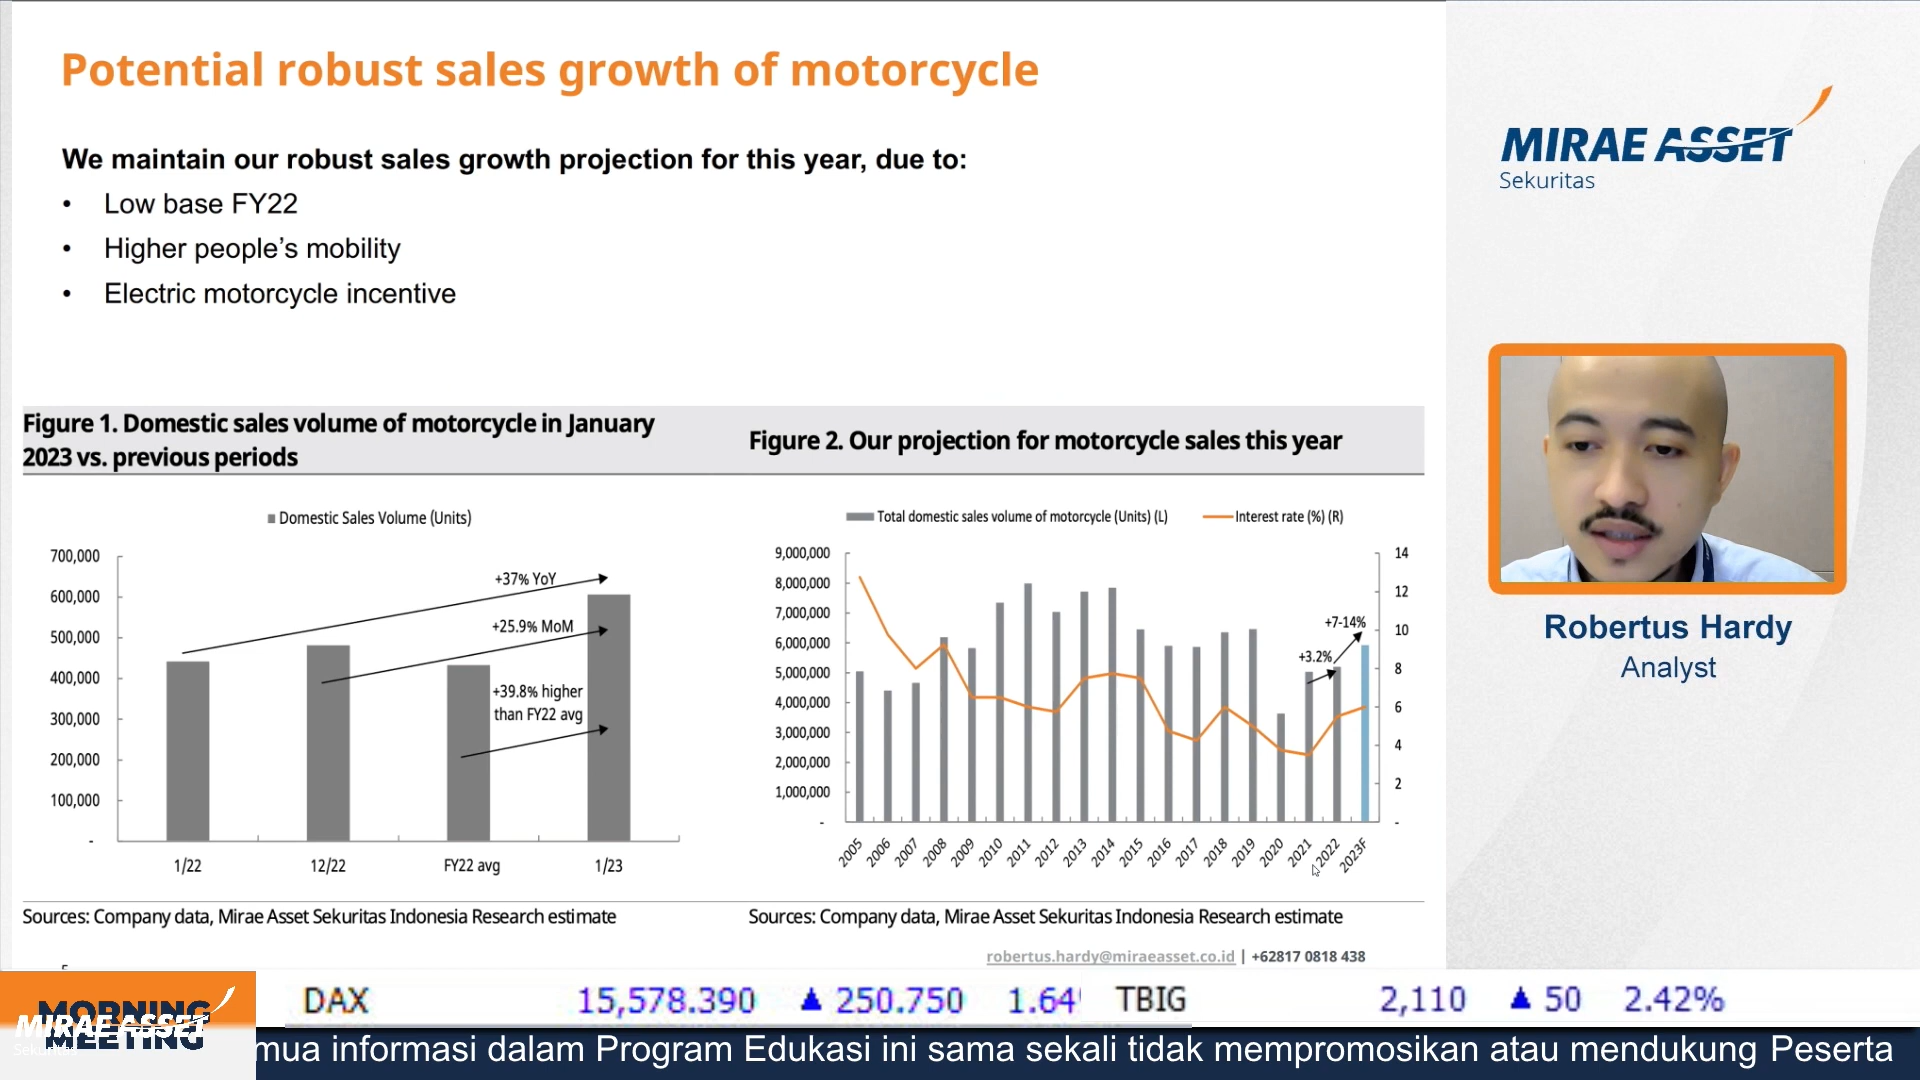 Potential robust sales growth of motorcycle
We maintain our robust sales growth projection for this year, due to:
• Low base FY22
• Higher people's mobility
• Electric motorcycle incentive
Figure 1. Domestic sales volume of motorcycle in January
2023 vs. previous periods
Domestic Sales Volume (Units)
700,000
600,000
500,000
400,000
300,000
200,000
100,000
-
+37% YoY
+25.9% MoM
+39.8% higher
than FY22 avg
1/22 12/22 FY22 avg 1/23
Sources: Company data, Mirae Asset Sekuritas Indonesia Research estimate
Figure 2. Our projection for motorcycle sales this year
Total domestic sales volume of motorcycle (Units) (L) Interest rate (%) (R)
9,000,000
8,000,000
7,000,000
6,000,000
5,000,000
4,000,000
3,000,000
2,000,000
1,000,000
-
14
12
10
8
6
4
2
-
+7-14%
+3.2%
2005 2006 2007 2008 2009 2010 2011 2012 2013 2014 2015 2016 2017 2018 2019 2020 2021 2022 2023F
Sources: Company data, Mirae Asset Sekuritas Indonesia Research estimate
robertus.hardy@miraeasset.co.id | +62817 0818 438
MIRAE ASSET
Sekuritas
Robertus Hardy
Analyst
MORNING
MEETING
MIRAE ASSET
Sekuritas
DAX 15,578.390 ▲ 250.750 1.64 TBIG 2,110 ▲ 50 2.42%
mua informasi dalam Program Edukasi ini sama sekali tidak mempromosikan atau mendukung Peserta